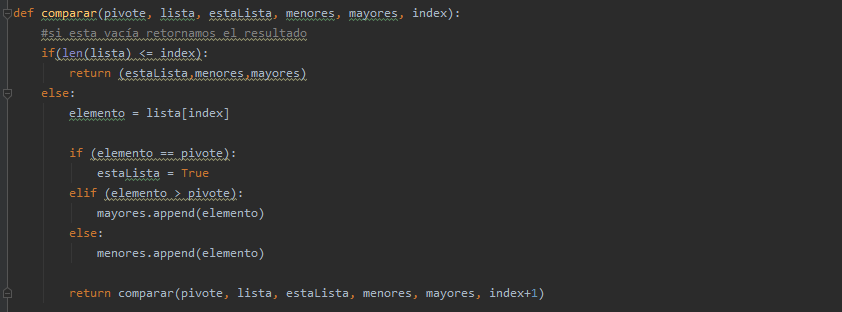 def comparar(pivote, lista, estaLista, menores, mayores, index):
    #si esta vacía retornamos el resultado
    if(len(lista) <= index):
        return (estaLista,menores,mayores)
    else:
        elemento = lista[index]

        if (elemento == pivote):
            estaLista = True
        elif (elemento > pivote):
            mayores.append(elemento)
        else:
            menores.append(elemento)

        return comparar(pivote, lista, estaLista, menores, mayores, index+1)